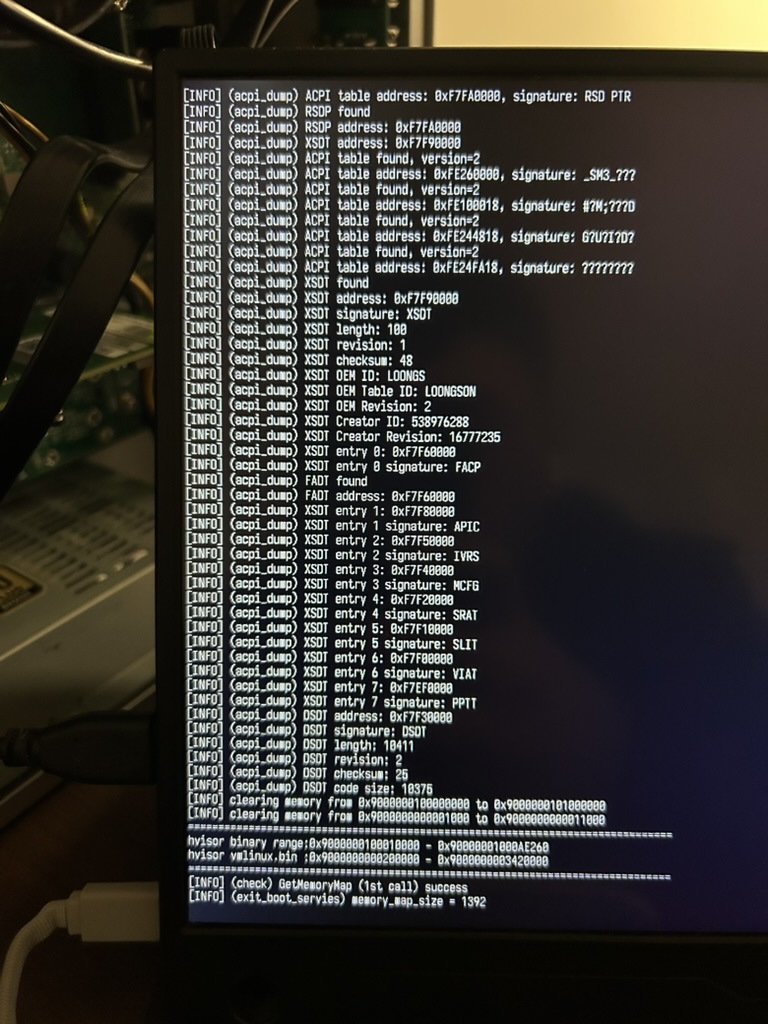 [INFO] (acpi_dump) ACPI table address: 0xF7FA0000, signature: RSD PTR
[INFO] (acpi_dump) RSDP found
[INFO] (acpi_dump) RSDP address: 0xF7FA0000
[INFO] (acpi_dump) XSDT address: 0xF7F90000
[INFO] (acpi_dump) ACPI table found, version=2
[INFO] (acpi_dump) ACPI table address: 0xFE260000, signature: _SM3_???
[INFO] (acpi_dump) ACPI table found, version=2
[INFO] (acpi_dump) ACPI table address: 0xFE100018, signature: #?M;???D
[INFO] (acpi_dump) ACPI table found, version=2
[INFO] (acpi_dump) ACPI table address: 0xFE244818, signature: G?U?I?D?
[INFO] (acpi_dump) ACPI table found, version=2
[INFO] (acpi_dump) ACPI table address: 0xFE24FA18, signature: ????????
[INFO] (acpi_dump) XSDT found
[INFO] (acpi_dump) XSDT address: 0xF7F90000
[INFO] (acpi_dump) XSDT signature: XSDT
[INFO] (acpi_dump) XSDT length: 100
[INFO] (acpi_dump) XSDT revision: 1
[INFO] (acpi_dump) XSDT checksum: 48
[INFO] (acpi_dump) XSDT OEM ID: LOONGS
[INFO] (acpi_dump) XSDT OEM Table ID: LOONGSON
[INFO] (acpi_dump) XSDT OEM Revision: 2
[INFO] (acpi_dump) XSDT Creator ID: 538976288
[INFO] (acpi_dump) XSDT Creator Revision: 16777235
[INFO] (acpi_dump) XSDT entry 0: 0xF7F60000
[INFO] (acpi_dump) XSDT entry 0 signature: FACP
[INFO] (acpi_dump) FADT found
[INFO] (acpi_dump) FADT address: 0xF7F60000
[INFO] (acpi_dump) XSDT entry 1: 0xF7F80000
[INFO] (acpi_dump) XSDT entry 1 signature: APIC
[INFO] (acpi_dump) XSDT entry 2: 0xF7F50000
[INFO] (acpi_dump) XSDT entry 2 signature: IVRS
[INFO] (acpi_dump) XSDT entry 3: 0xF7F40000
[INFO] (acpi_dump) XSDT entry 3 signature: MCFG
[INFO] (acpi_dump) XSDT entry 4: 0xF7F20000
[INFO] (acpi_dump) XSDT entry 4 signature: SRAT
[INFO] (acpi_dump) XSDT entry 5: 0xF7F10000
[INFO] (acpi_dump) XSDT entry 5 signature: SLIT
[INFO] (acpi_dump) XSDT entry 6: 0xF7F00000
[INFO] (acpi_dump) XSDT entry 6 signature: VIAT
[INFO] (acpi_dump) XSDT entry 7: 0xF7EF0000
[INFO] (acpi_dump) XSDT entry 7 signature: PPTT
[INFO] (acpi_dump) DSDT address: 0xF7F30000
[INFO] (acpi_dump) DSDT signature: DSDT
[INFO] (acpi_dump) DSDT length: 10411
[INFO] (acpi_dump) DSDT revision: 2
[INFO] (acpi_dump) DSDT checksum: 25
[INFO] (acpi_dump) DSDT code size: 10375
[INFO] clearing memory from 0x9000000100000000 to 0x9000000101000000
[INFO] clearing memory from 0x9000000000001000 to 0x9000000000011000
================================================================
hvisor binary range:0x9000000100010000 - 0x90000001000AE260
hvisor vmlinux.bin :0x9000000000200000 - 0x9000000003420000
================================================================
[INFO] (check) GetMemoryMap (1st call) success
[INFO] (exit_boot_servies) memory_map_size = 1392